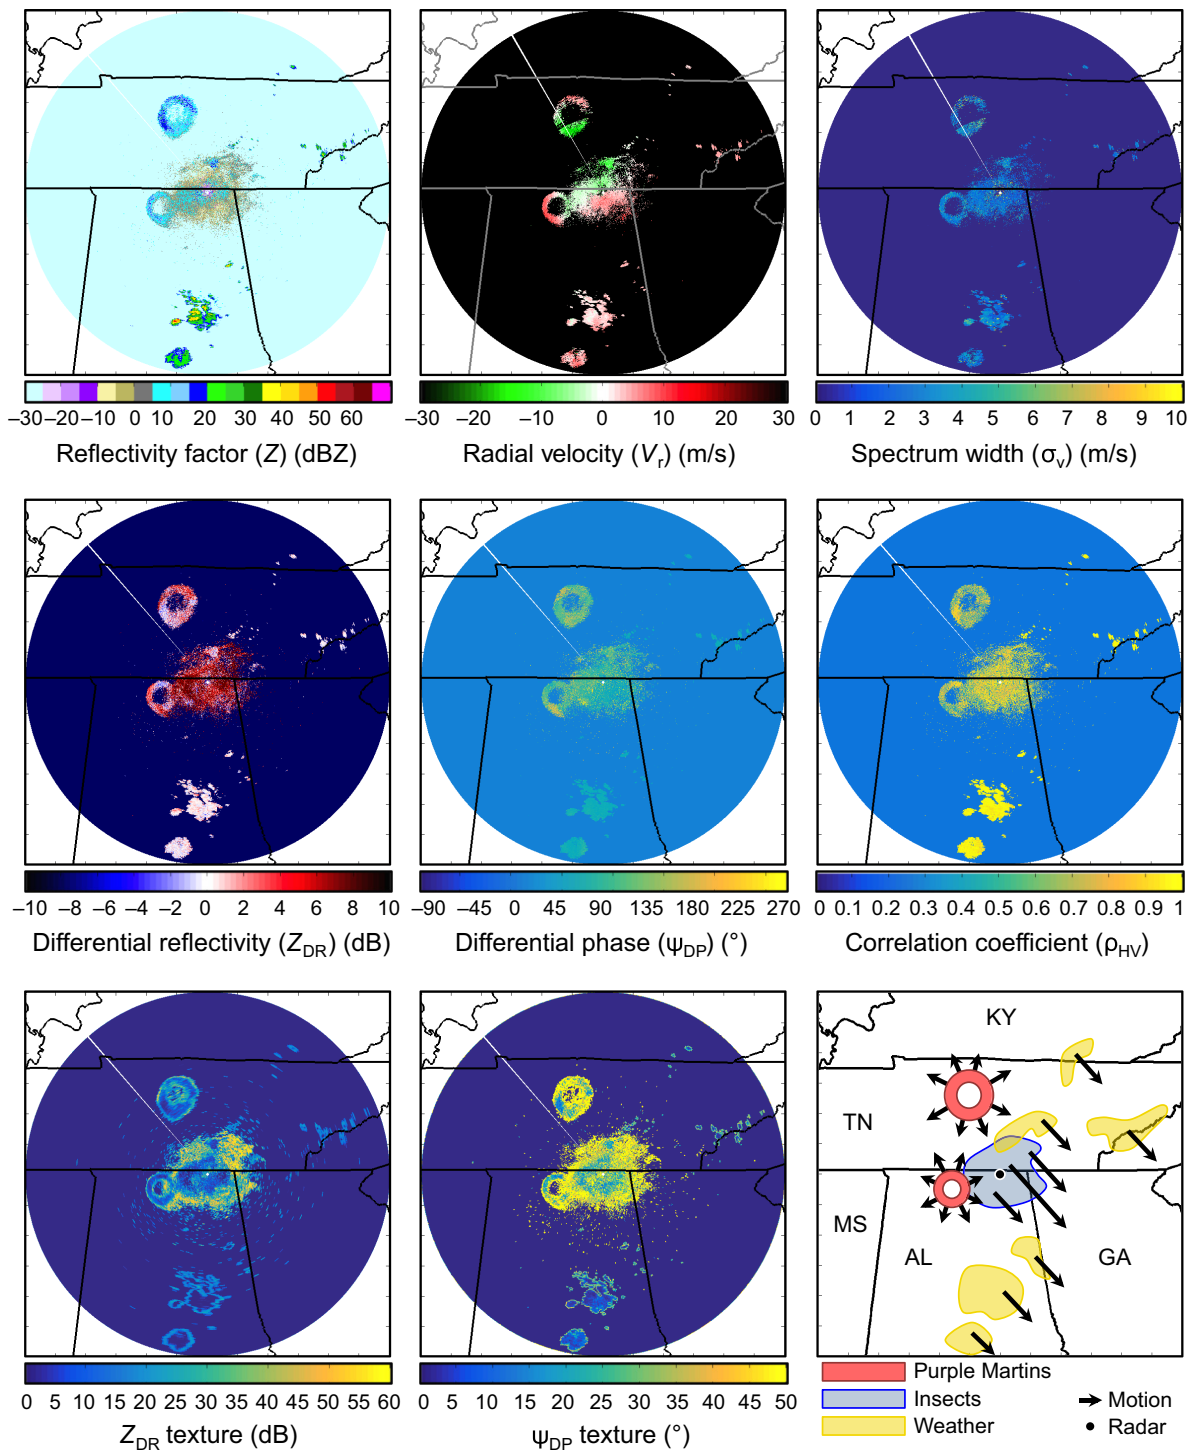 −30 −20 −10 0 10 20 30 40 50 60
Reflectivity factor (Z) (dBZ)
−30 −20 −10 0 10 20 30
Radial velocity (Vr) (m/s)
0 1 2 3 4 5 6 7 8 9 10
Spectrum width (σv) (m/s)
−10 −8 −6 −4 −2 0 2 4 6 8 10
Differential reflectivity (ZDR) (dB)
−90 −45 0 45 90 135 180 225 270
Differential phase (ψDP) (°)
0 0.1 0.2 0.3 0.4 0.5 0.6 0.7 0.8 0.9 1
Correlation coefficient (ρHV)
0 5 10 15 20 25 30 35 40 45 50 55 60
ZDR texture (dB)
0 5 10 15 20 25 30 35 40 45 50
ψDP texture (°)
KY
TN
MS
AL
GA
Purple Martins
Insects
Weather
Motion
Radar